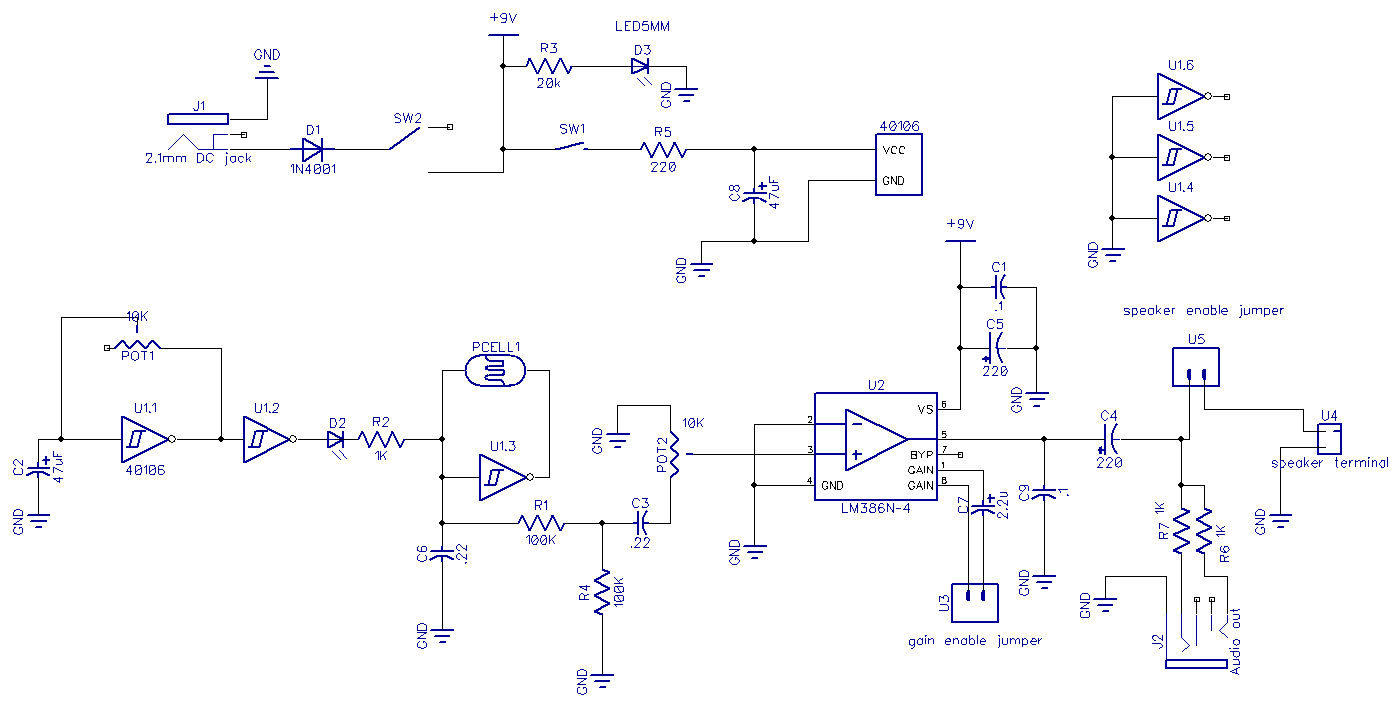 +9V
LED5MM
GND
R3
D3
20k
GND
J1
D1
SW2
2.1mm DC jack
1N4001
SW1
R5
220
40106
VCC
GND
C8
47uF
GND
U1.6
U1.5
U1.4
GND
+9V
C1
.1
C5
220
GND
speaker enable jumper
U5
10K
POT1
PCELL1
U1.1
U1.2
D2
R2
1K
C2
47uF
40106
GND
U1.3
R1
100K
C3
.22
C6
.22
GND
R4
100K
GND
GND
10K
POT2
U2
VS
6
2
3
4
GND
5
BYP
7
GAIN
1
GAIN
8
LM386N-4
GND
C7
2.2u
U3
gain enable jumper
C9
.1
GND
C4
220
U4
speaker terminal
GND
R7
1K
1K
R6
GND
J2
Audio out